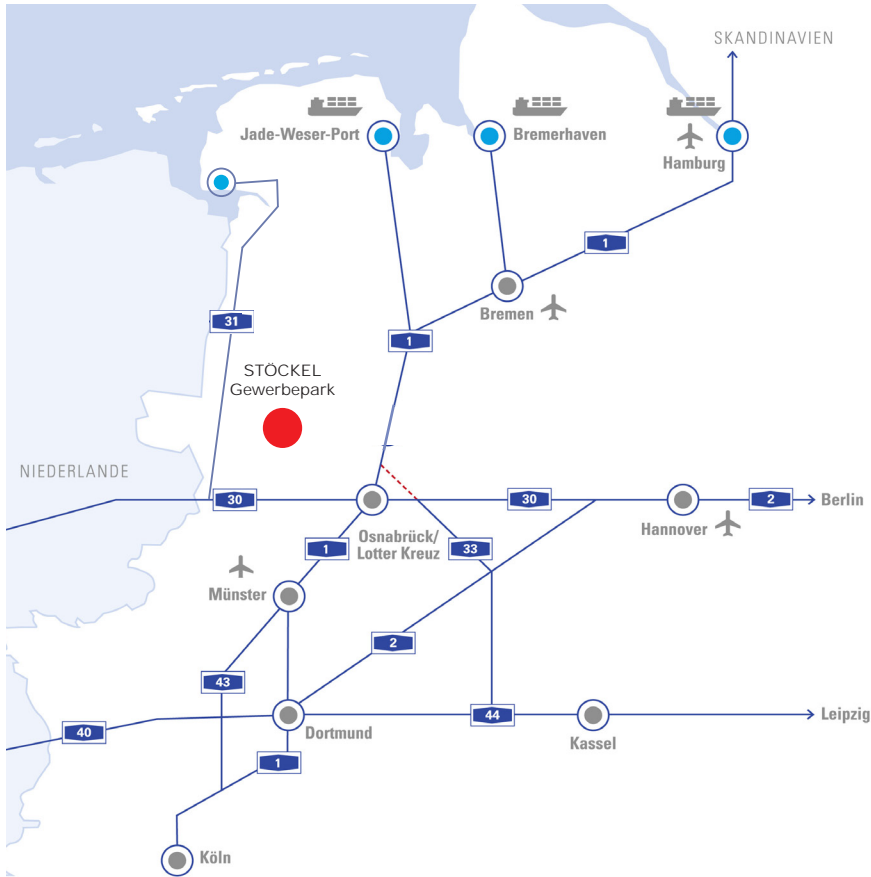 SKANDINAVIEN
Jade-Weser-Port
Bremerhaven
Hamburg
1
Bremen
31
1
STÖCKEL
Gewerbepark
NIEDERLANDE
30
30
2
Berlin
Hannover
Osnabrück/
Lotter Kreuz
1
33
Münster
2
43
44
Leipzig
40
Dortmund
Kassel
1
Köln